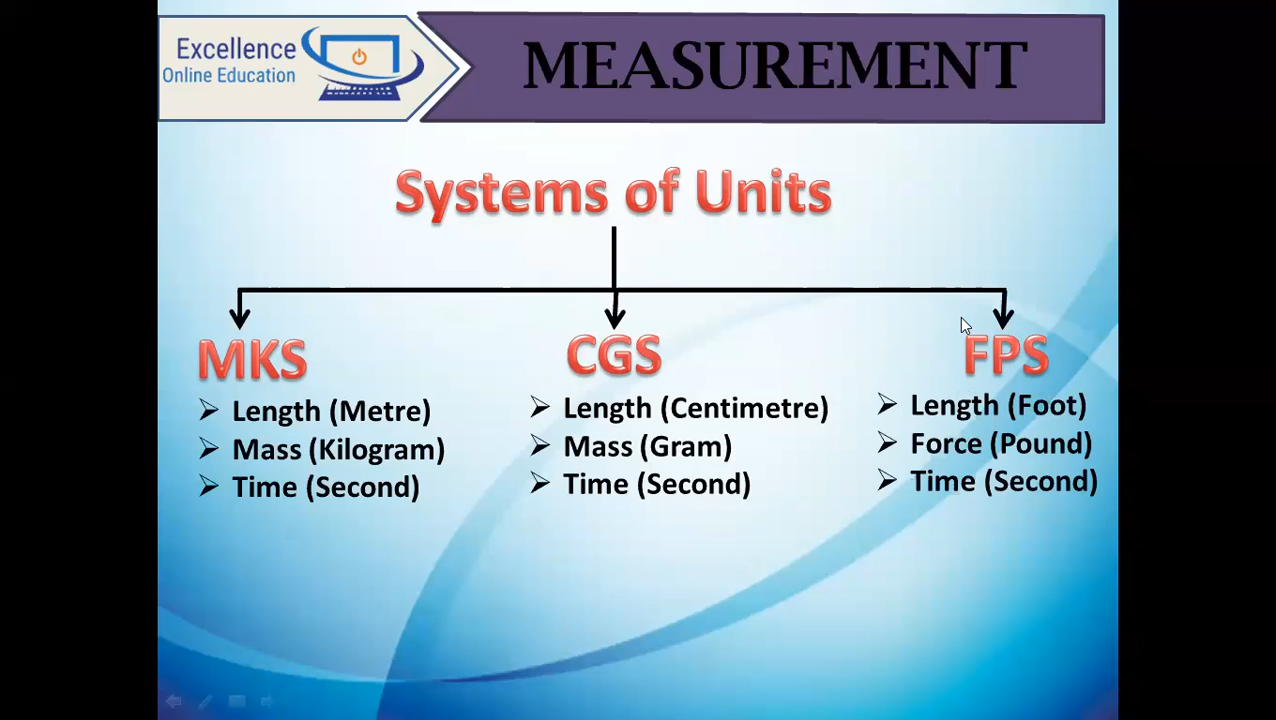 Excellence
Online Education
MEASUREMENT
Systems of Units
MKS
➢ Length (Metre)
➢ Mass (Kilogram)
➢ Time (Second)
CGS
➢ Length (Centimetre)
➢ Mass (Gram)
➢ Time (Second)
FPS
➢ Length (Foot)
➢ Force (Pound)
➢ Time (Second)